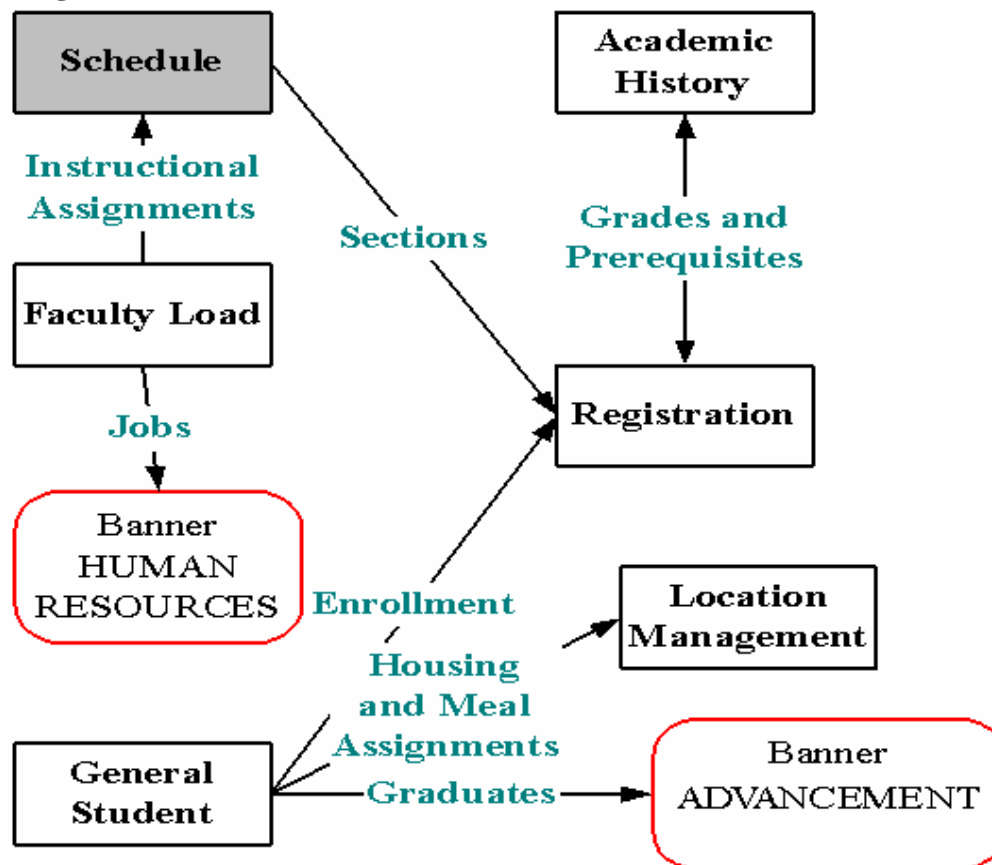 Schedule
Academic
History
Instructional
Assignments
Sections
Grades and
Prerequisites
Faculty Load
Registration
Jobs
Banner
HUMAN
RESOURCES
Enrollment
Location
Management
Housing
and Meal
Assignments
General
Student
Graduates
Banner
ADVANCEMENT